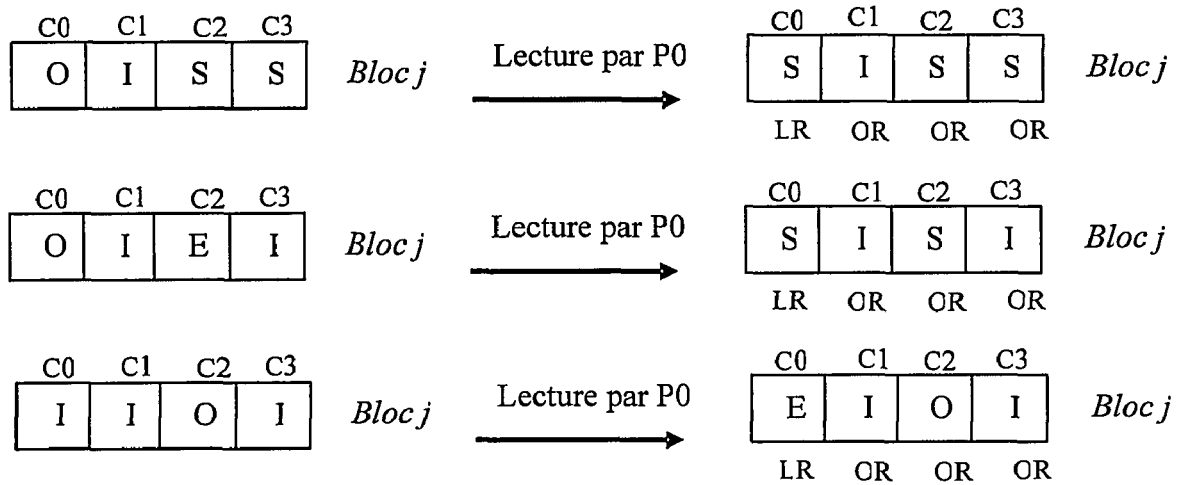 C0 C1 C2 C3 C0 C1 C2 C3
O I S S Bloc j Lecture par P0 S I S S Bloc j
LR OR OR OR
C0 C1 C2 C3 C0 C1 C2 C3
O I E I Bloc j Lecture par P0 S I S I Bloc j
LR OR OR OR
C0 C1 C2 C3 C0 C1 C2 C3
I I O I Bloc j Lecture par P0 E I O I Bloc j
LR OR OR OR